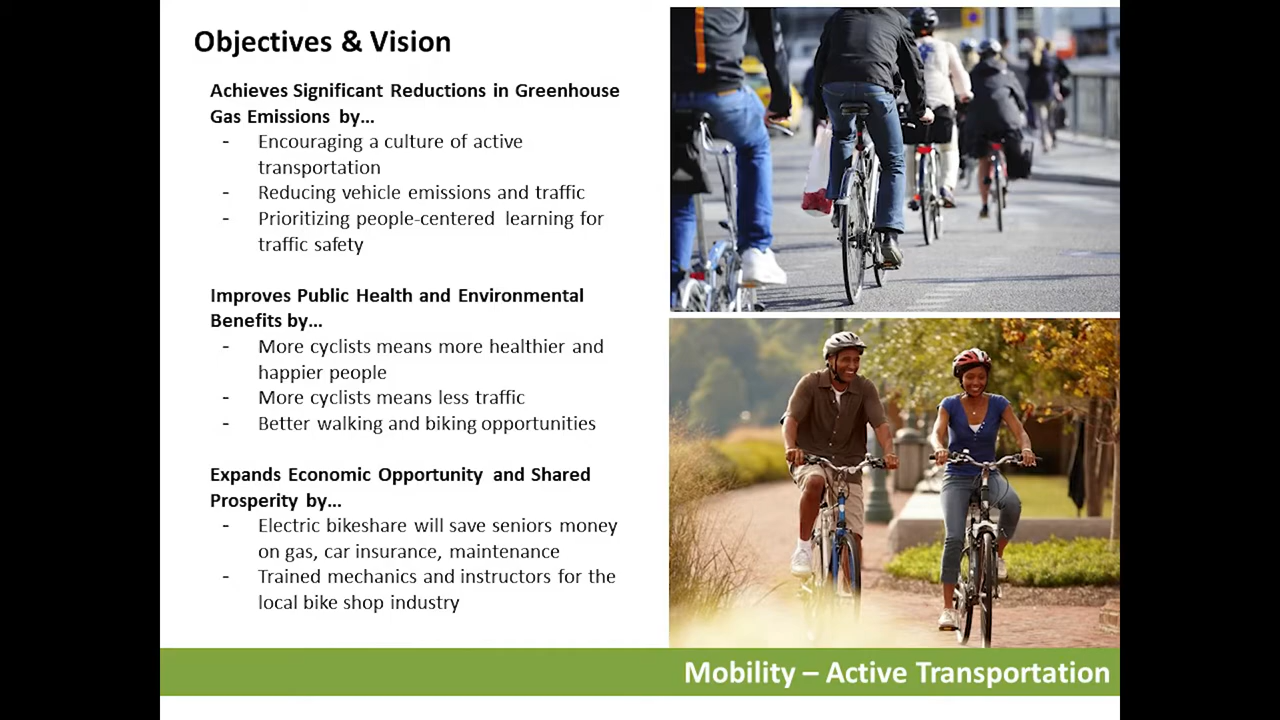 Objectives & Vision
Achieves Significant Reductions in Greenhouse
Gas Emissions by...
- Encouraging a culture of active
transportation
- Reducing vehicle emissions and traffic
- Prioritizing people-centered learning for
traffic safety
Improves Public Health and Environmental
Benefits by...
- More cyclists means more healthier and
happier people
- More cyclists means less traffic
- Better walking and biking opportunities
Expands Economic Opportunity and Shared
Prosperity by...
- Electric bikeshare will save seniors money
on gas, car insurance, maintenance
- Trained mechanics and instructors for the
local bike shop industry
Mobility – Active Transportation